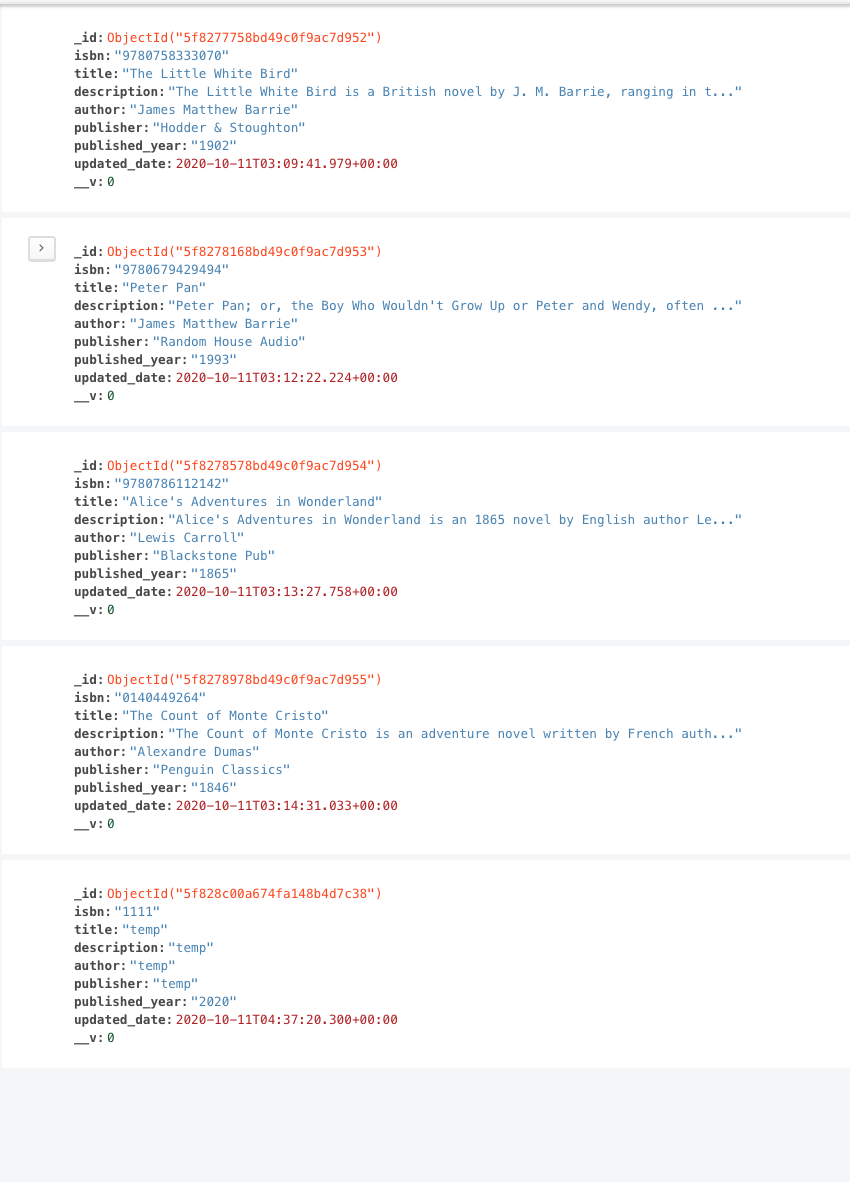 _id: ObjectId("5f8277758bd49c0f9ac7d952")
isbn: "9780758333070"
title: "The Little White Bird"
description: "The Little White Bird is a British novel by J. M. Barrie, ranging in t..."
author: "James Matthew Barrie"
publisher: "Hodder & Stoughton"
published_year: "1902"
updated_date: 2020-10-11T03:09:41.979+00:00
__v: 0
_id: ObjectId("5f8278168bd49c0f9ac7d953")
isbn: "9780679429494"
title: "Peter Pan"
description: "Peter Pan; or, the Boy Who Wouldn't Grow Up or Peter and Wendy, often ..."
author: "James Matthew Barrie"
publisher: "Random House Audio"
published_year: "1993"
updated_date: 2020-10-11T03:12:22.224+00:00
__v: 0
_id: ObjectId("5f8278578bd49c0f9ac7d954")
isbn: "9780786112142"
title: "Alice's Adventures in Wonderland"
description: "Alice's Adventures in Wonderland is an 1865 novel by English author Le..."
author: "Lewis Carroll"
publisher: "Blackstone Pub"
published_year: "1865"
updated_date: 2020-10-11T03:13:27.758+00:00
__v: 0
_id: ObjectId("5f8278978bd49c0f9ac7d955")
isbn: "0140449264"
title: "The Count of Monte Cristo"
description: "The Count of Monte Cristo is an adventure novel written by French auth..."
author: "Alexandre Dumas"
publisher: "Penguin Classics"
published_year: "1846"
updated_date: 2020-10-11T03:14:31.033+00:00
__v: 0
_id: ObjectId("5f828c00a674fa148b4d7c38")
isbn: "1111"
title: "temp"
description: "temp"
author: "temp"
publisher: "temp"
published_year: "2020"
updated_date: 2020-10-11T04:37:20.300+00:00
__v: 0